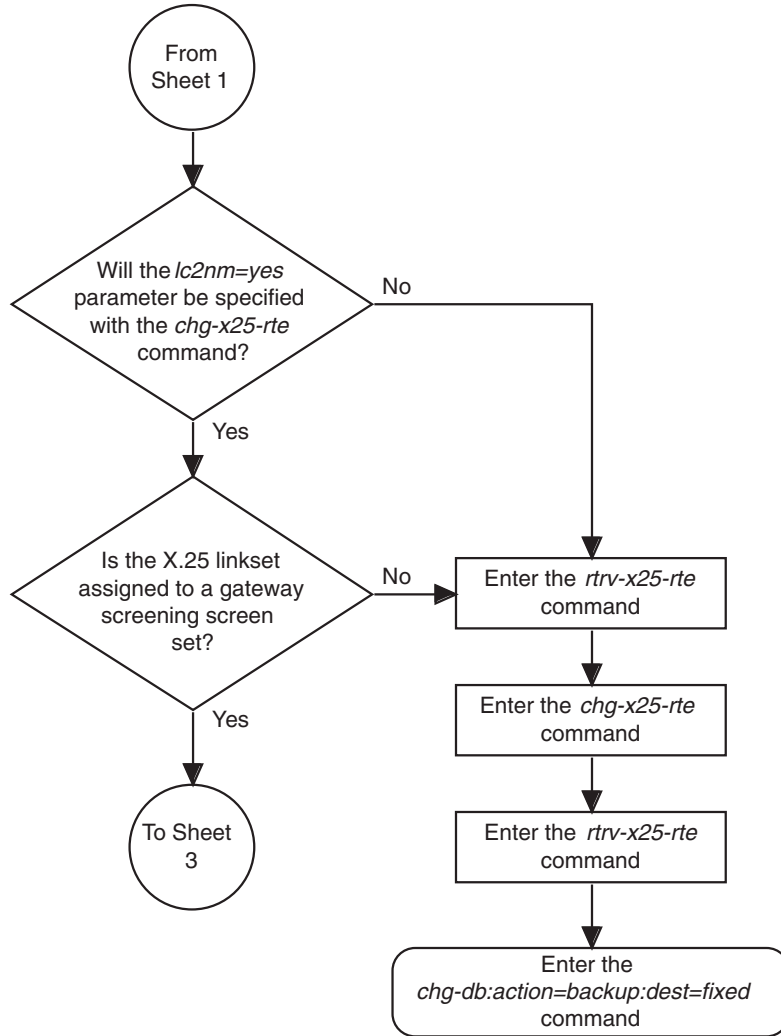 From
Sheet 1
Will the lc2nm=yes
parameter be specified
with the chg-x25-rte
command?
No
Yes
Is the X.25 linkset
assigned to a gateway
screening screen
set?
No
Yes
To Sheet
3
Enter the rtrv-x25-rte
command
Enter the chg-x25-rte
command
Enter the rtrv-x25-rte
command
Enter the
chg-db:action=backup:dest=fixed
command